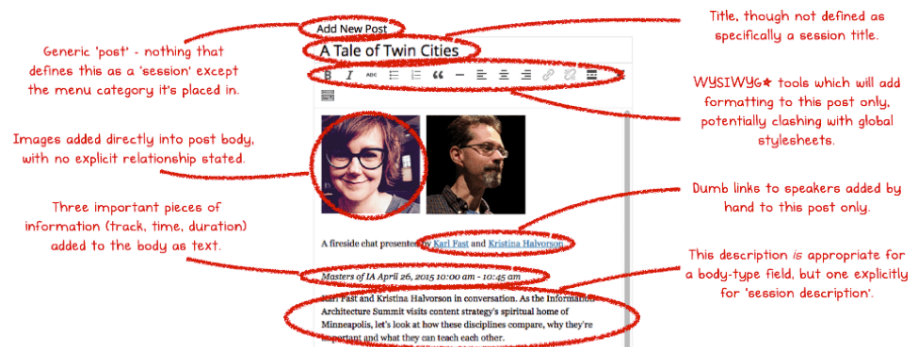 Add New Post
A Tale of Twin Cities
B I ABC
A fireside chat presented by Karl Fast and Kristina Halvorson
Masters of IA April 26, 2015 10:00 am - 10:45 am
Karl Fast and Kristina Halvorson in conversation. As the Information
Architecture Summit visits content strategy's spiritual home of
Minneapolis, let's look at how these disciplines compare, why they're
important and what they can teach each other.
Generic 'post' - nothing that
defines this as a 'session' except
the menu category it's placed in.
Images added directly into post body,
with no explicit relationship stated.
Three important pieces of
information (track, time, duration)
added to the body as text.
Title, though not defined as
specifically a session title.
WYSIWYG* tools which will add
formatting to this post only,
potentially clashing with global
stylesheets.
Dumb links to speakers added by
hand to this post only.
This description is appropriate for
a body-type field, but one explicitly
for 'session description'.